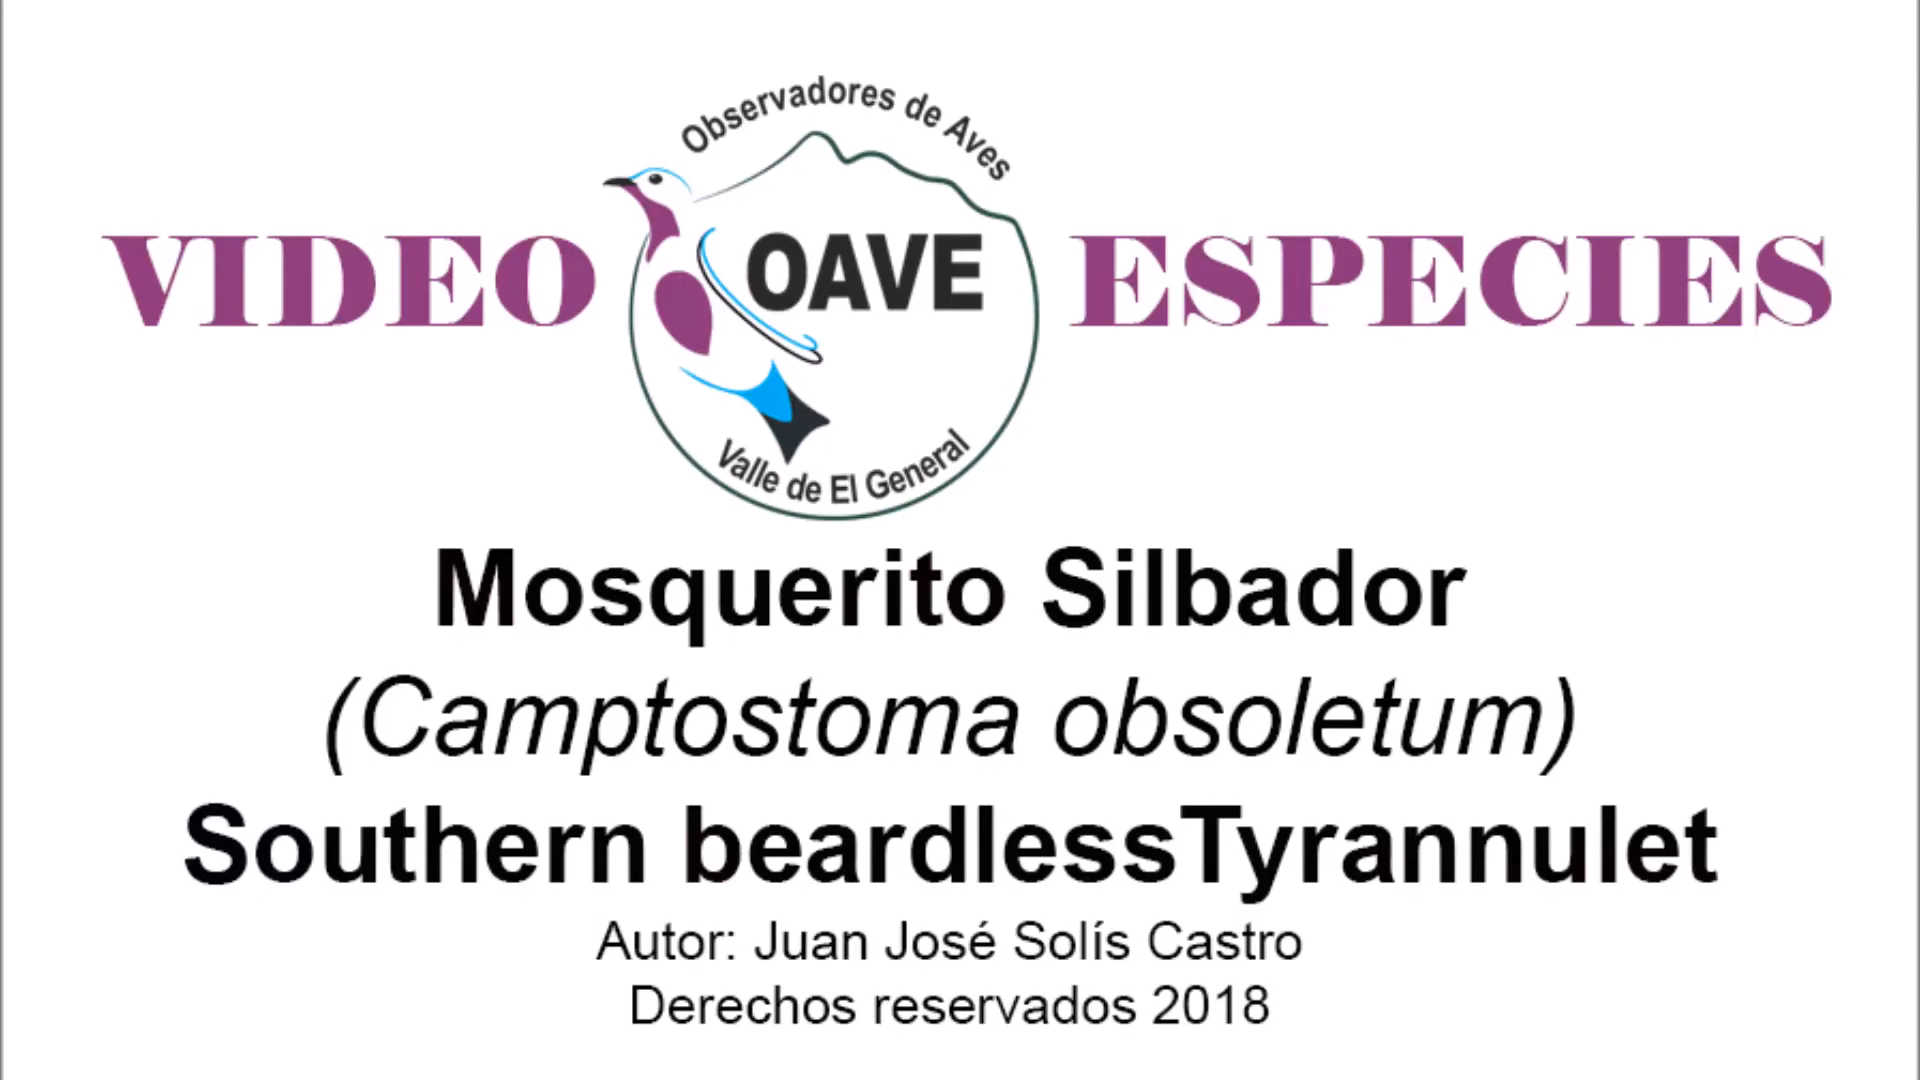 Observadores de Aves
VIDEO OAVE ESPECIES
Valle de El General
Mosquerito Silbador
(Camptostoma obsoletum)
Southern beardlessTyrannulet
Autor: Juan José Solís Castro
Derechos reservados 2018